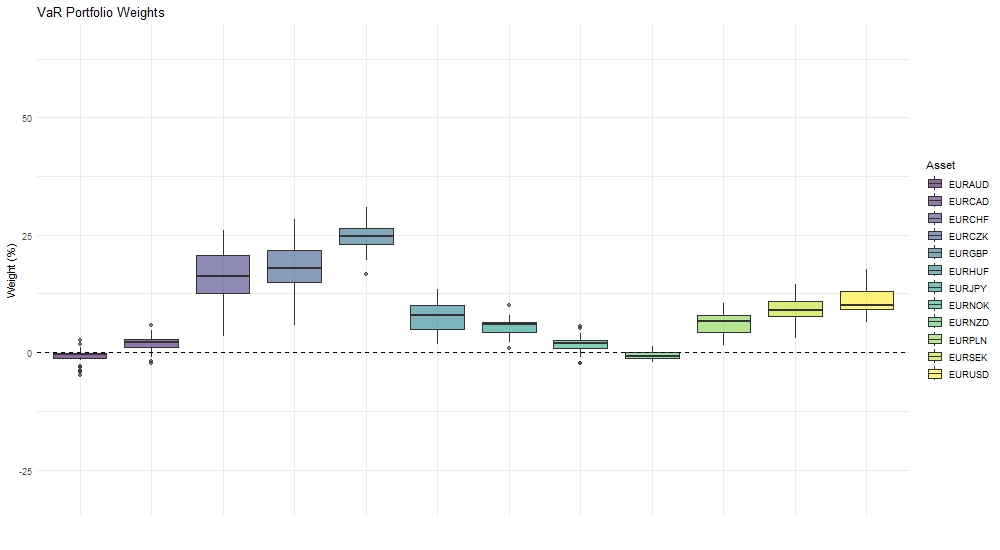 VaR Portfolio Weights
Weight (%)
50
25
0
-25
Asset
EURAUD
EURCAD
EURCHF
EURCZK
EURGBP
EURHUF
EURJPY
EURNOK
EURNZD
EURPLN
EURSEK
EURUSD